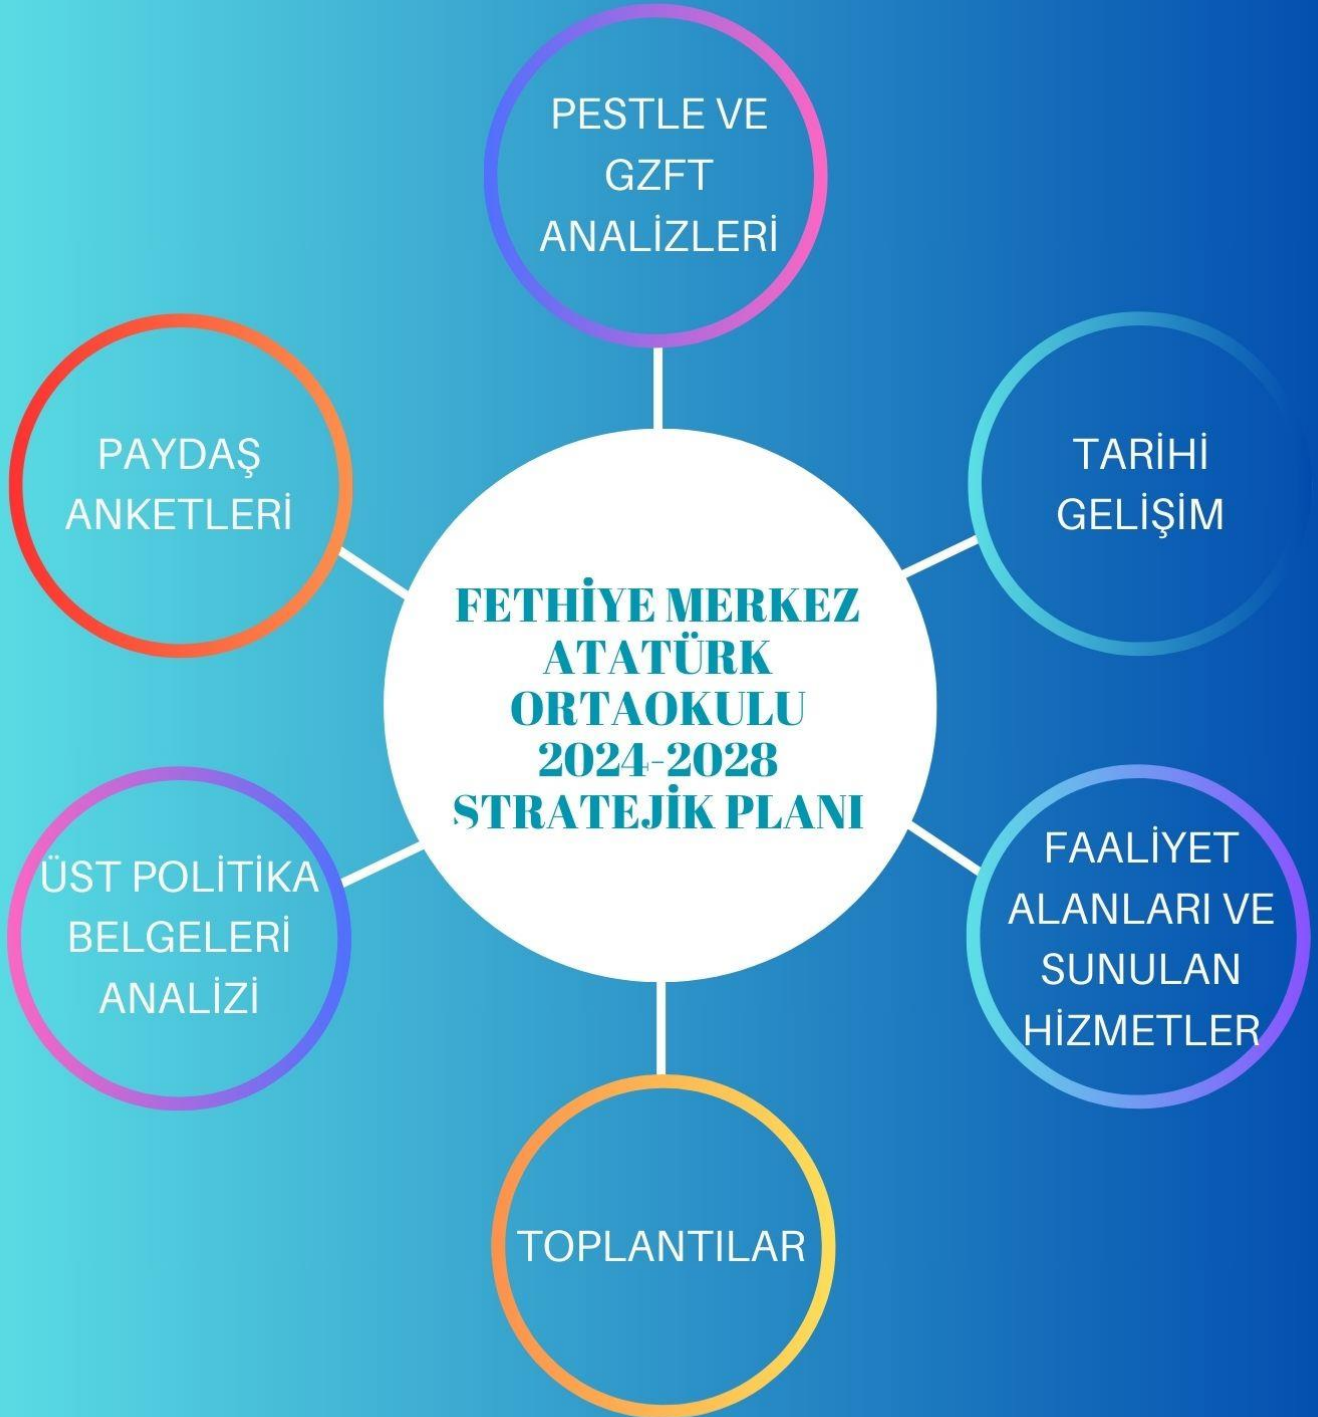 PESTLE VE
GZFT
ANALİZLERİ
PAYDAŞ
ANKETLERİ
TARİHİ
GELİŞİM
FETHİYE MERKEZ
ATATÜRK
ORTAOKULU
2024-2028
STRATEJİK PLANI
ÜST POLİTİKA
BELGELERİ
ANALİZİ
FAALİYET
ALANLARI VE
SUNULAN
HİZMETLER
TOPLANTILAR